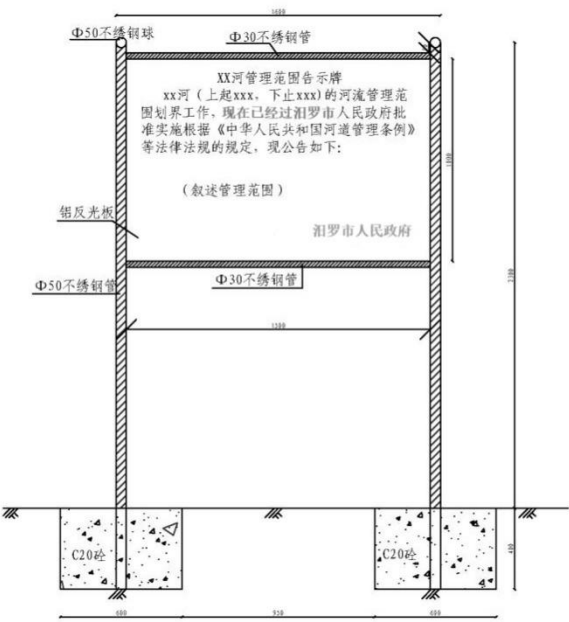 1600
Φ50不锈钢球
Φ30不锈钢管
XX河管理范围告示牌
xx河（上起xxx，下止xxx)的河流管理范
围划界工作，现在已经过汨罗市人民政府批
准实施根据《中华人民共和国河道管理条例》
等法律法规的规定，现公告如下：
（叙述管理范围）
汨罗市人民政府
铝反光板
Φ50不锈钢管
Φ30不锈钢管
1500
C20砼
C20砼
400
600
950
600